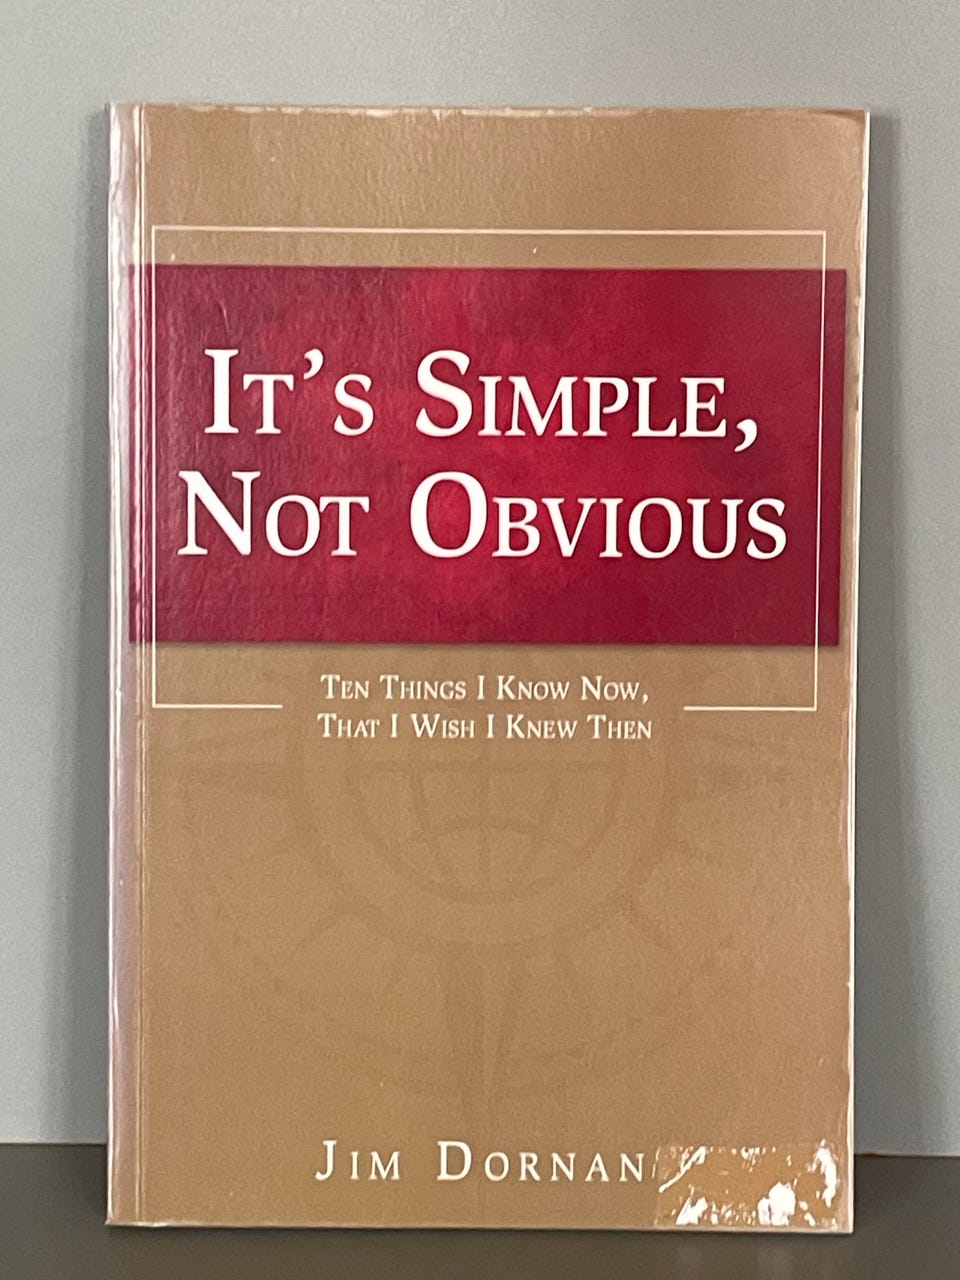 It's Simple,
Not Obvious
Ten Things I Know Now,
That I Wish I Knew Then
Jim Dornan